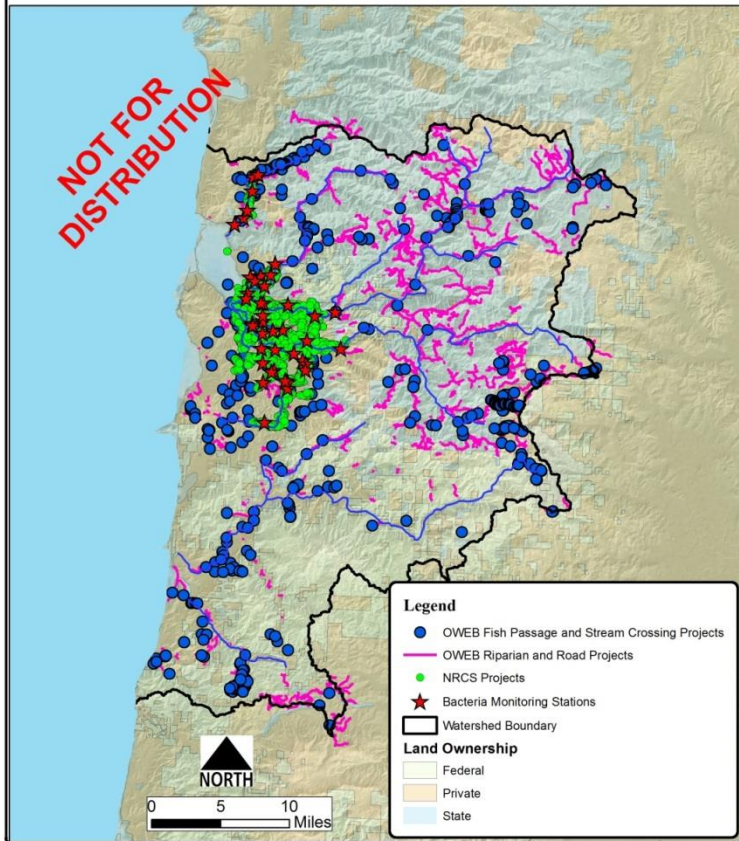 NOT FOR
DISTRIBUTION
Legend
OWEB Fish Passage and Stream Crossing Projects
OWEB Riparian and Road Projects
NRCS Projects
Bacteria Monitoring Stations
Watershed Boundary
Land Ownership
Federal
Private
State
NORTH
0 5 10
Miles